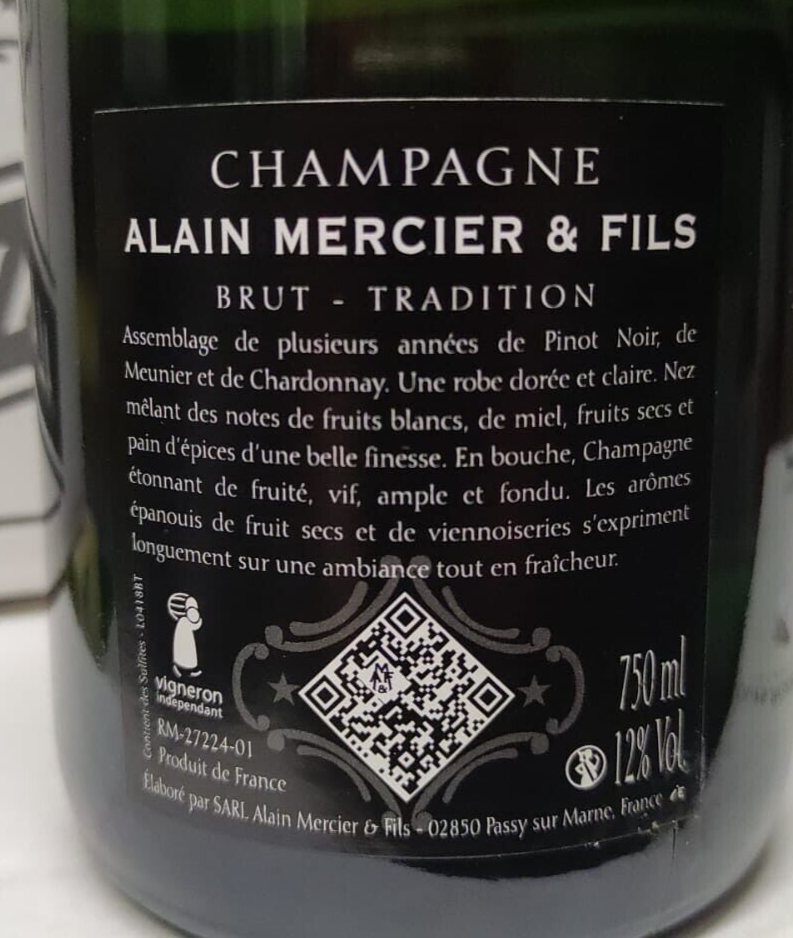 CHAMPAGNE
ALAIN MERCIER & FILS
BRUT - TRADITION
Assemblage de plusieurs années de Pinot Noir, de
Meunier et de Chardonnay. Une robe dorée et claire. Nez
mêlant des notes de fruits blancs, de miel, fruits secs et
pain d'épices d'une belle finesse. En bouche, Champagne
étonnant de fruité, vif, ample et fondu. Les arômes
épanouis de fruit secs et de viennoiseries s'expriment
longuement sur une ambiance tout en fraîcheur.
Contient des Sulfites - L0418BT
vigneron
indépendant
RM-27224-01
Produit de France
750 ml
12% Vol
Élaboré par SARL Alain Mercier & Fils - 02850 Passy sur Marne, France